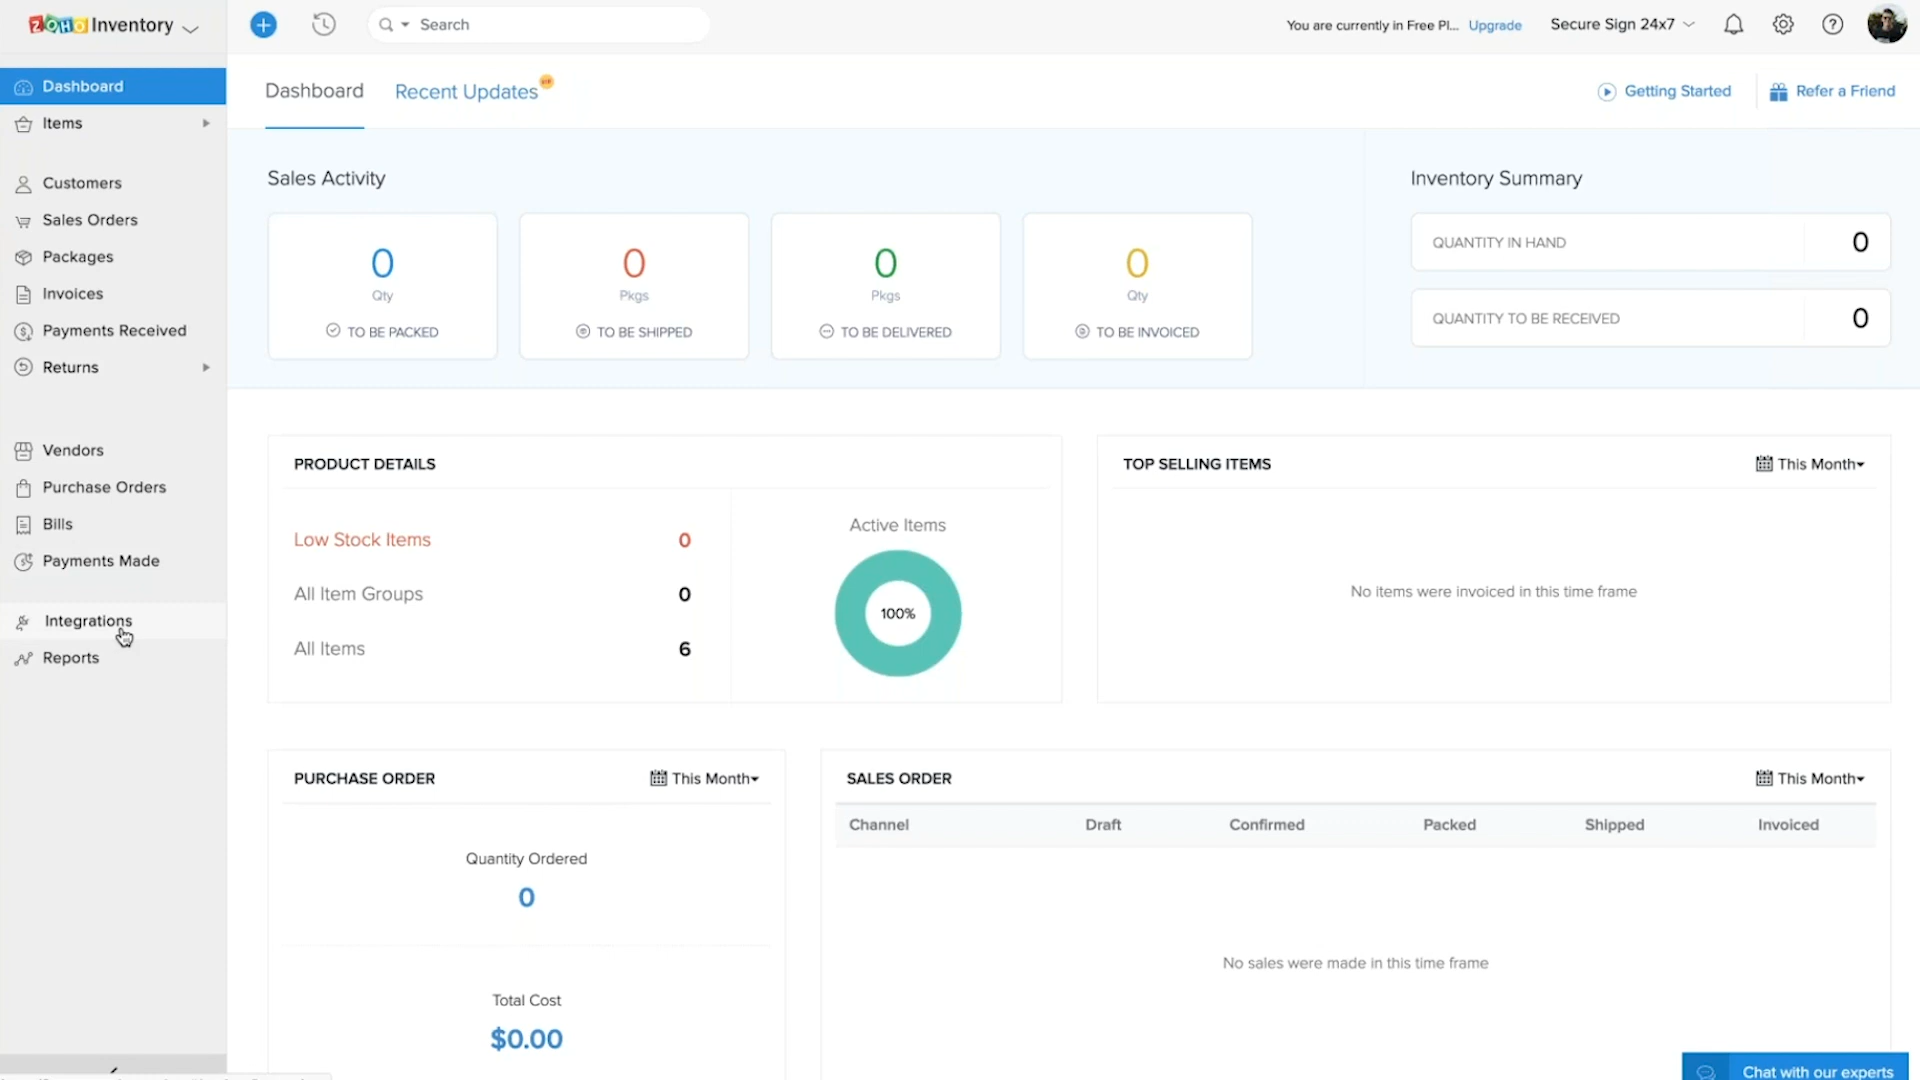 ZOHO Inventory
Search
You are currently in Free Pl... Upgrade
Secure Sign 24x7
Dashboard
Items
Customers
Sales Orders
Packages
Invoices
Payments Received
Returns
Vendors
Purchase Orders
Bills
Payments Made
Integrations
Reports
Dashboard
Recent Updates
Getting Started
Refer a Friend
Sales Activity
0
Qty
TO BE PACKED
0
Pkgs
TO BE SHIPPED
0
Pkgs
TO BE DELIVERED
0
Qty
TO BE INVOICED
Inventory Summary
QUANTITY IN HAND 0
QUANTITY TO BE RECEIVED 0
PRODUCT DETAILS
Low Stock Items 0
All Item Groups 0
All Items 6
Active Items
100%
TOP SELLING ITEMS
This Month
No items were invoiced in this time frame
PURCHASE ORDER
This Month
Quantity Ordered
0
Total Cost
$0.00
SALES ORDER
This Month
Channel Draft Confirmed Packed Shipped Invoiced
No sales were made in this time frame
Chat with our experts